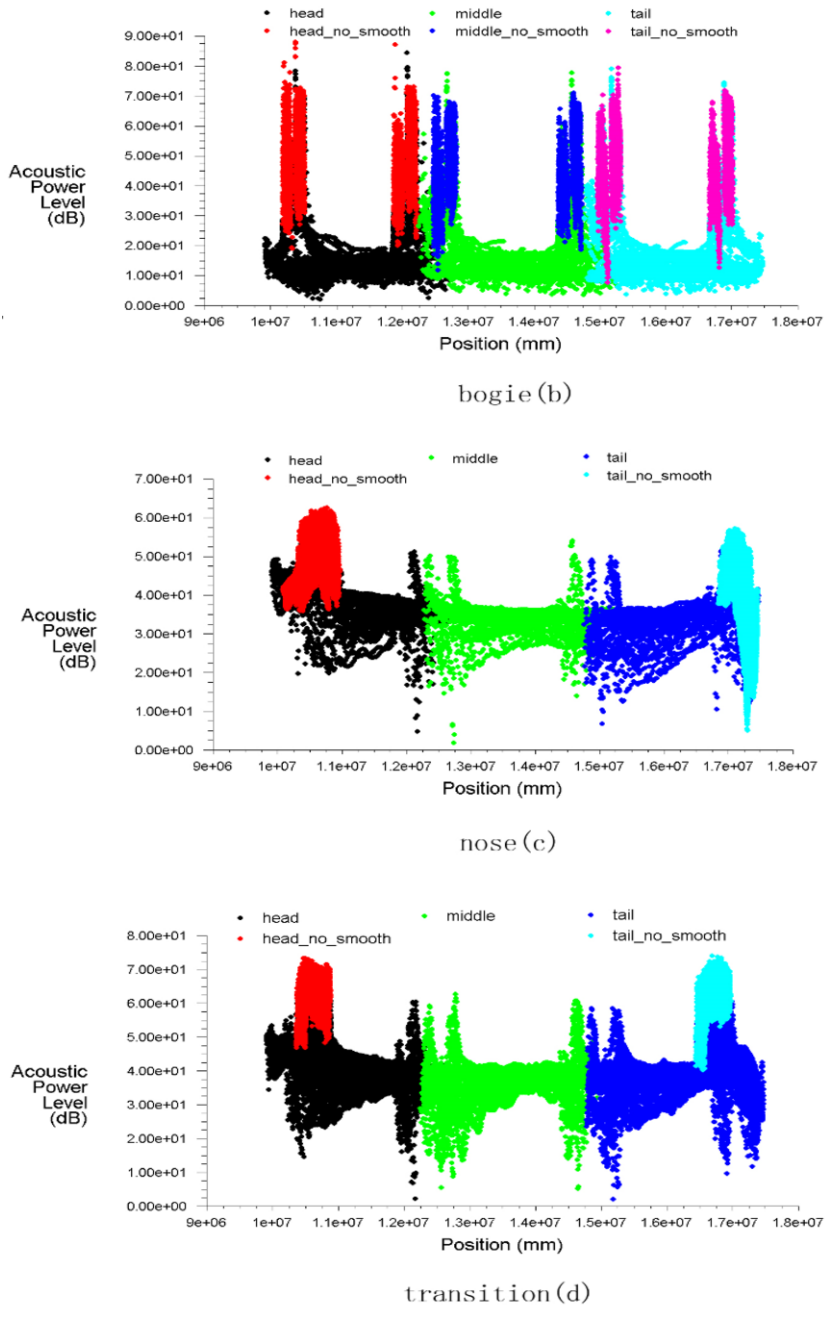 head middle tail
head_no_smooth middle_no_smooth tail_no_smooth
9.00e+01
8.00e+01
7.00e+01
6.00e+01
5.00e+01
4.00e+01
3.00e+01
2.00e+01
1.00e+01
0.00e+00
Acoustic
Power
Level
(dB)
9e+06 1e+07 1.1e+07 1.2e+07 1.3e+07 1.4e+07 1.5e+07 1.6e+07 1.7e+07 1.8e+07
Position (mm)
bogie(b)
head middle tail
head_no_smooth tail_no_smooth
7.00e+01
6.00e+01
5.00e+01
4.00e+01
3.00e+01
2.00e+01
1.00e+01
0.00e+00
Acoustic
Power
Level
(dB)
9e+06 1e+07 1.1e+07 1.2e+07 1.3e+07 1.4e+07 1.5e+07 1.6e+07 1.7e+07 1.8e+07
Position (mm)
nose(c)
head middle tail
head_no_smooth tail_no_smooth
8.00e+01
7.00e+01
6.00e+01
5.00e+01
4.00e+01
3.00e+01
2.00e+01
1.00e+01
0.00e+00
Acoustic
Power
Level
(dB)
9e+06 1e+07 1.1e+07 1.2e+07 1.3e+07 1.4e+07 1.5e+07 1.6e+07 1.7e+07 1.8e+07
Position (mm)
transition(d)